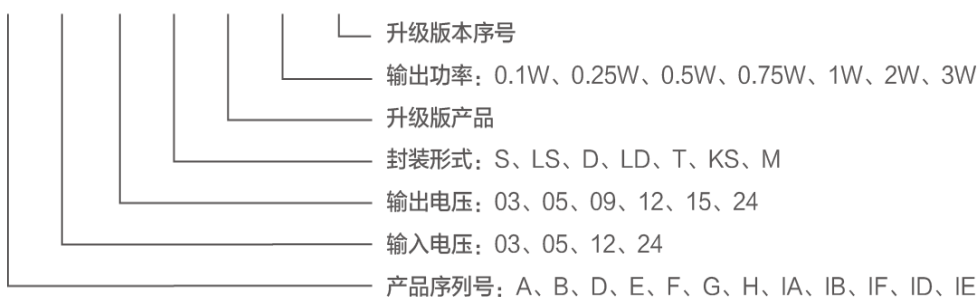 升级版本序号
输出功率：0.1W、0.25W、0.5W、0.75W、1W、2W、3W
升级版产品
封装形式：S、LS、D、LD、T、KS、M
输出电压：03、05、09、12、15、24
输入电压：03、05、12、24
产品序列号：A、B、D、E、F、G、H、IA、IB、IF、ID、IE